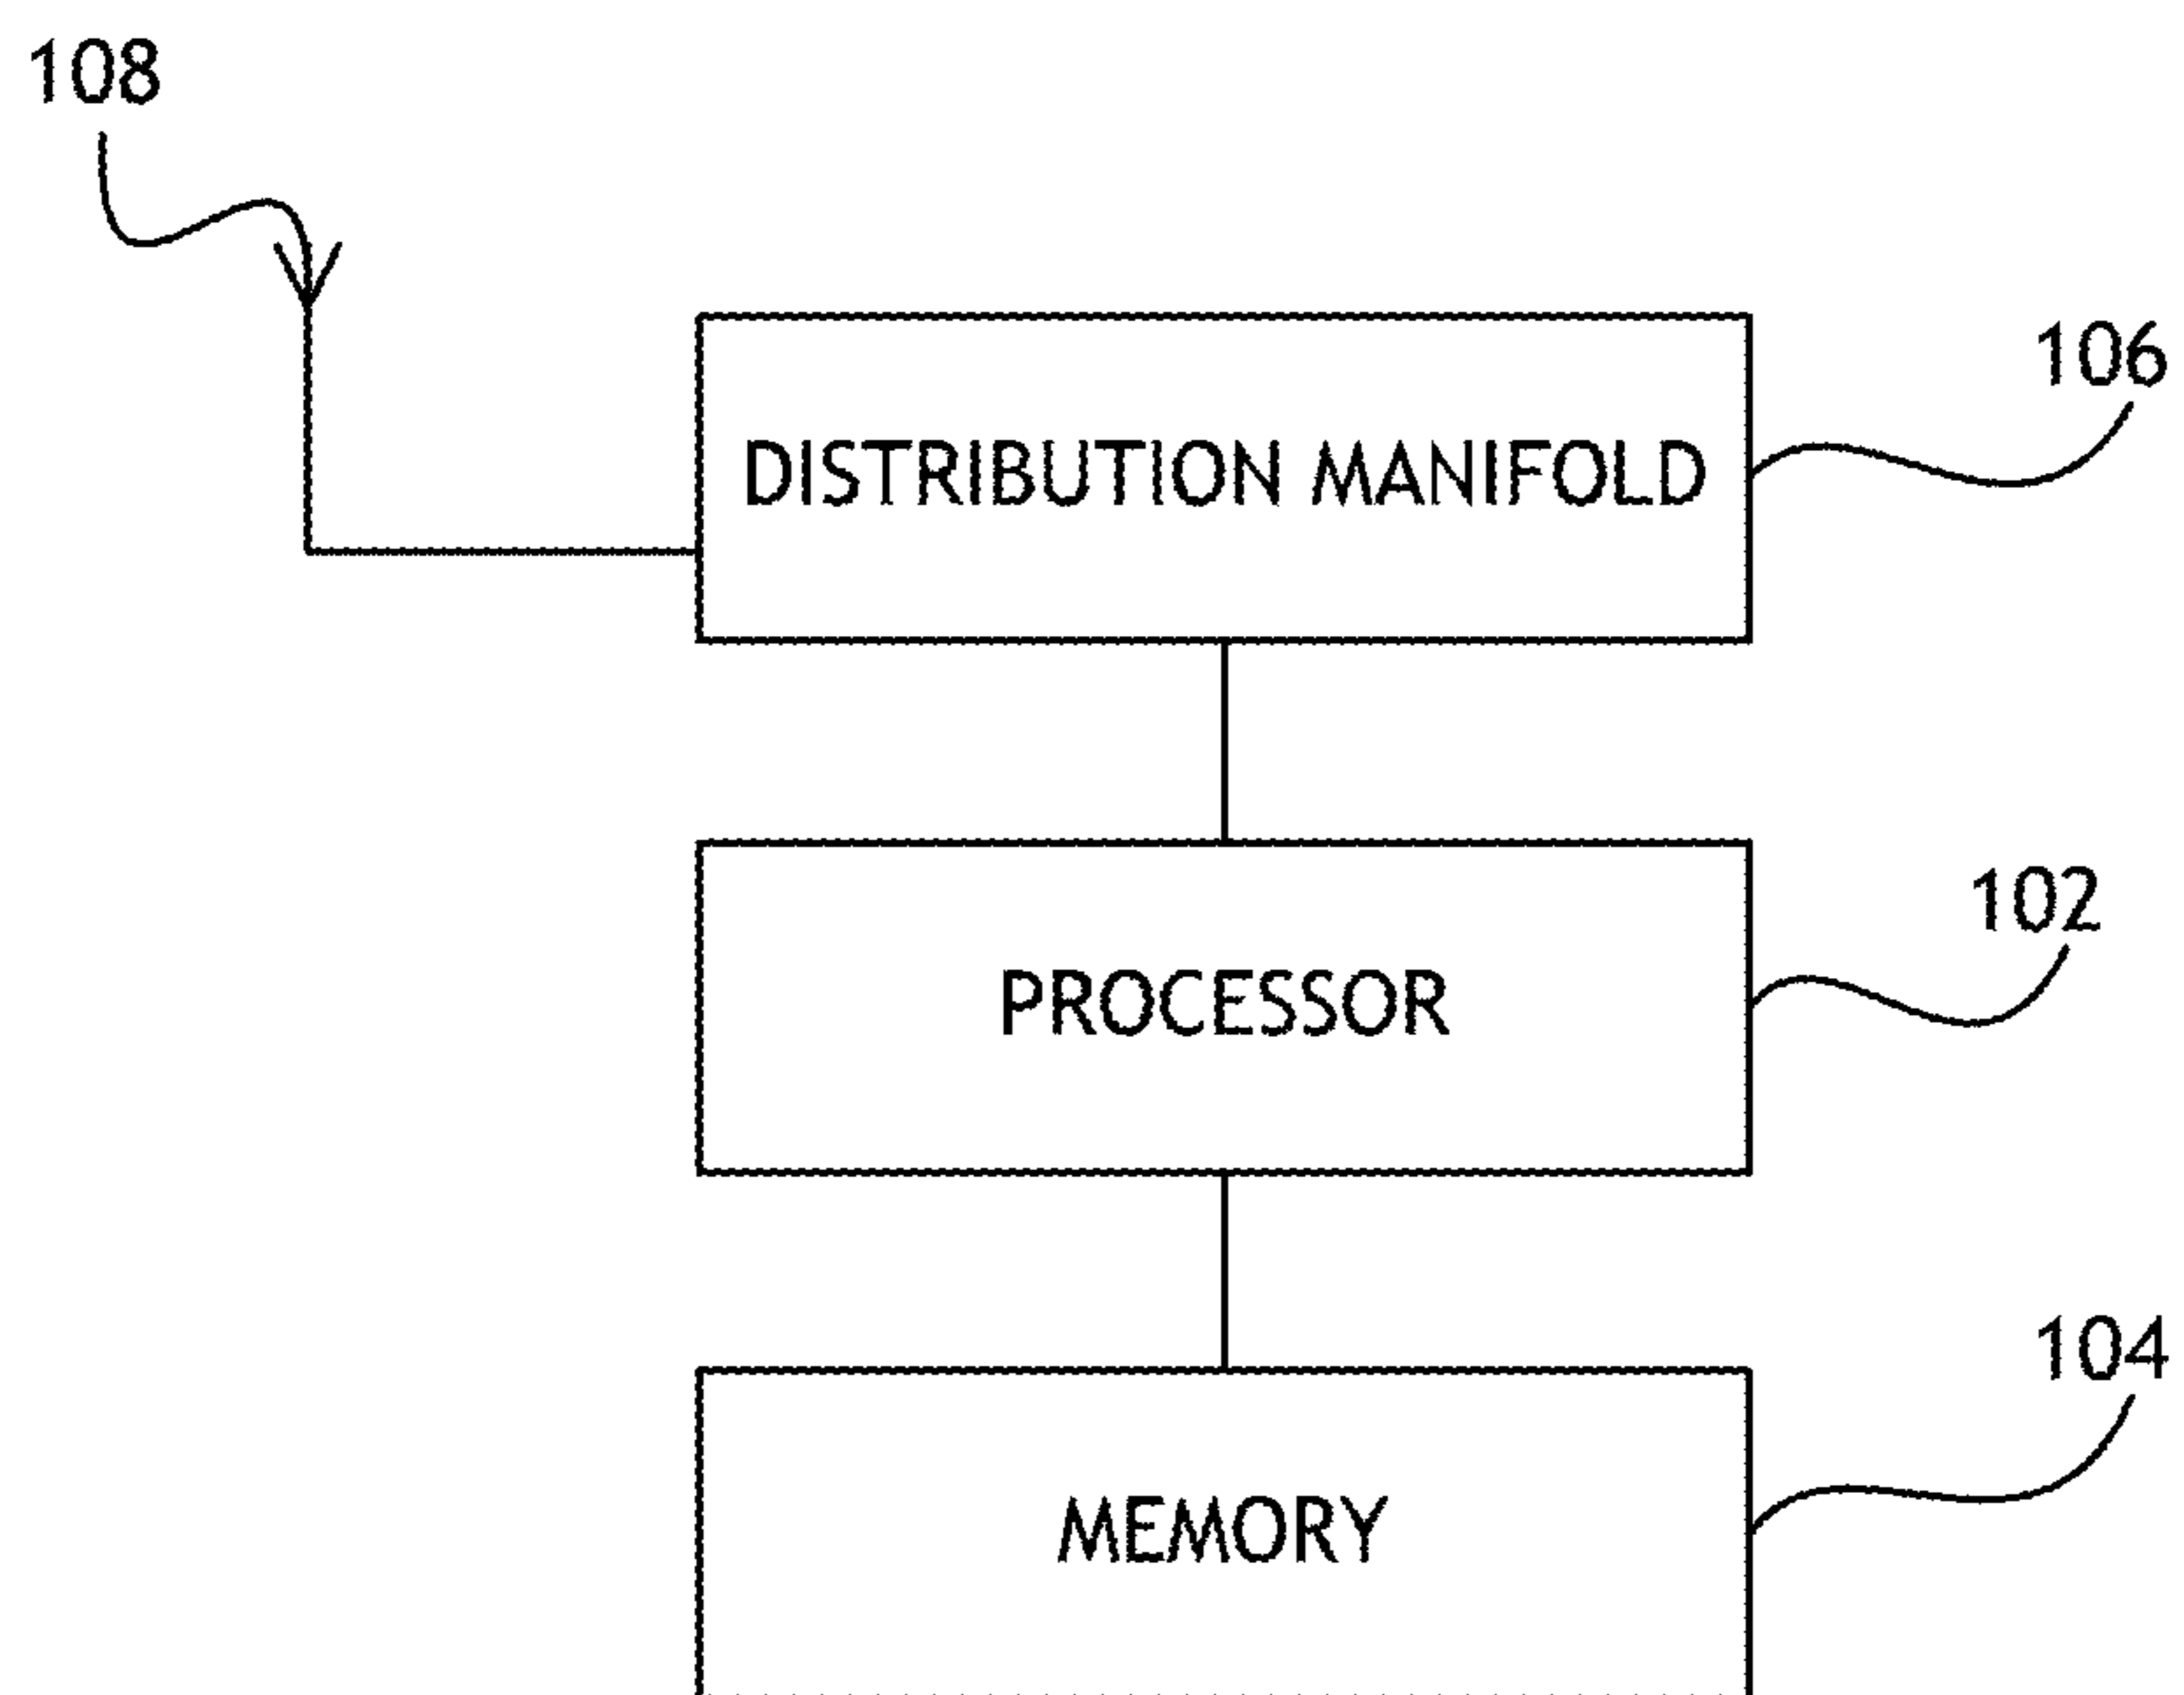 108
106
DISTRIBUTION MANIFOLD
102
PROCESSOR
104
MEMORY